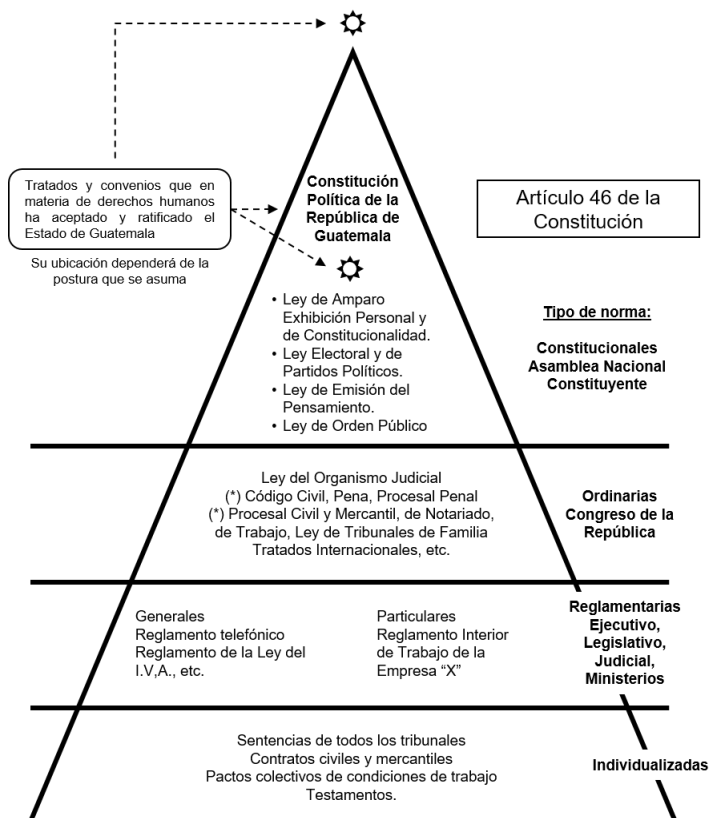 Tratados y convenios que en
materia de derechos humanos
ha aceptado y ratificado el
Estado de Guatemala
Su ubicación dependerá de la
postura que se asuma
Constitución
Política de la
República de
Guatemala
Artículo 46 de la
Constitución
• Ley de Amparo
Exhibición Personal y
de Constitucionalidad.
• Ley Electoral y de
Partidos Políticos.
• Ley de Emisión del
Pensamiento.
• Ley de Orden Público
Tipo de norma:
Constitucionales
Asamblea Nacional
Constituyente
Ley del Organismo Judicial
(*) Código Civil, Pena, Procesal Penal
(*) Procesal Civil y Mercantil, de Notariado,
de Trabajo, Ley de Tribunales de Familia
Tratados Internacionales, etc.
Ordinarias
Congreso de la
República
Generales
Reglamento telefónico
Reglamento de la Ley del
I.V,A., etc.
Particulares
Reglamento Interior
de Trabajo de la
Empresa “X”
Reglamentarias
Ejecutivo,
Legislativo,
Judicial,
Ministerios
Sentencias de todos los tribunales
Contratos civiles y mercantiles
Pactos colectivos de condiciones de trabajo
Testamentos.
Individualizadas